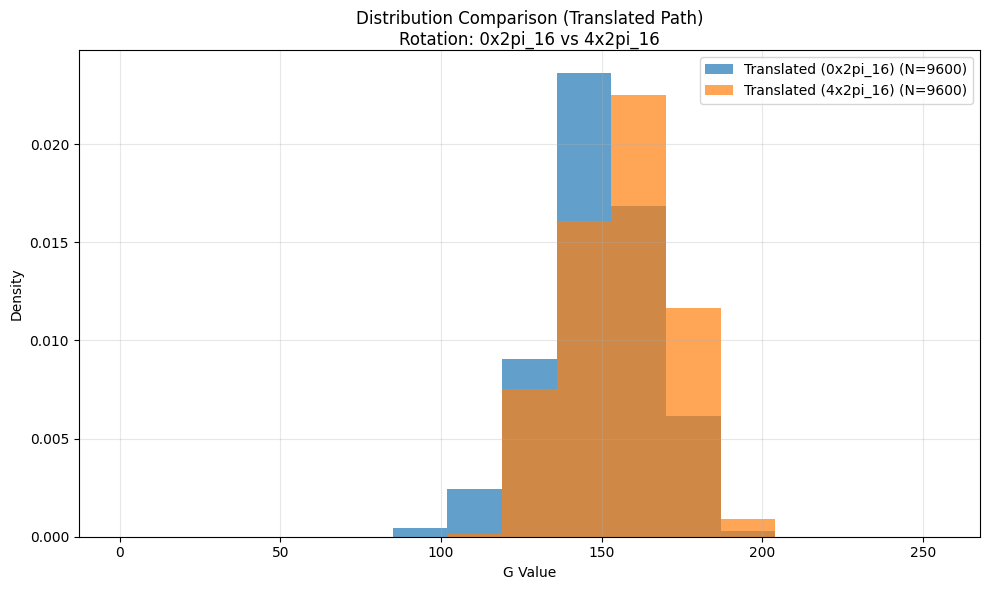 Distribution Comparison (Translated Path)
Rotation: 0x2pi_16 vs 4x2pi_16
Translated (0x2pi_16) (N=9600)
Translated (4x2pi_16) (N=9600)
Density
0.020
0.015
0.010
0.005
0.000
0 50 100 150 200 250
G Value